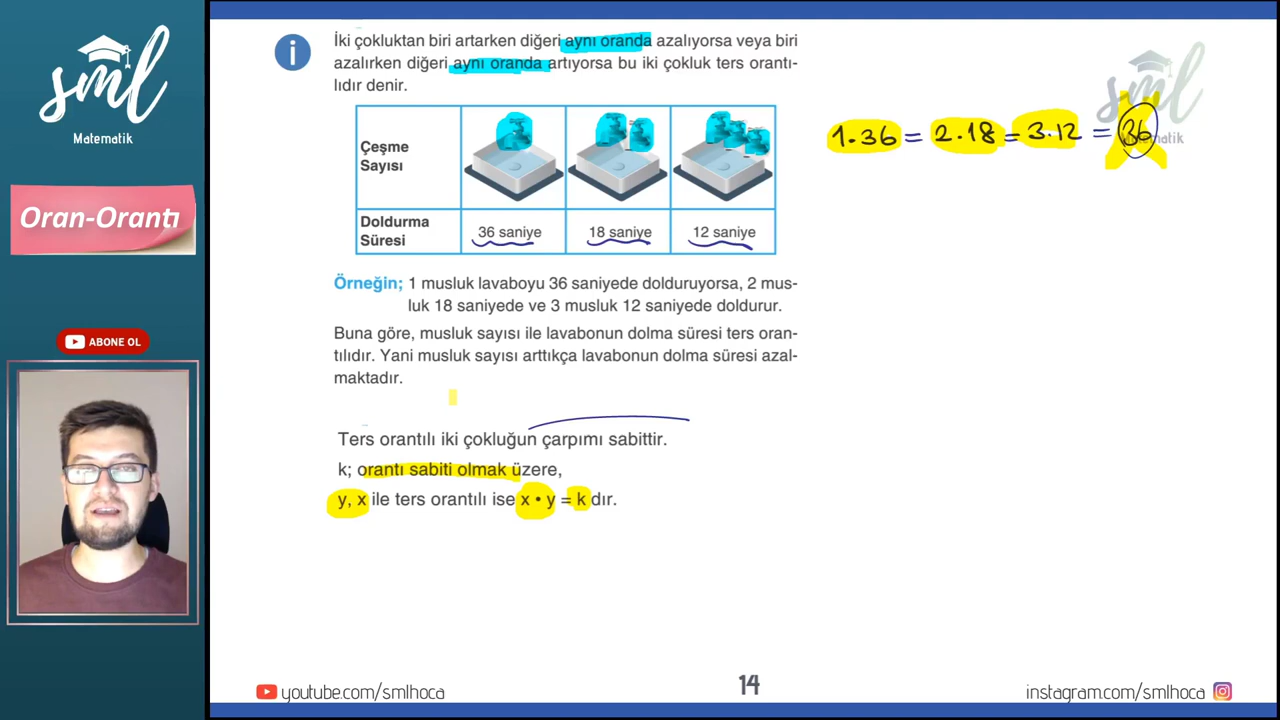 sml
Matematik
Oran-Orantı
ABONE OL
i
İki çokluktan biri artarken diğeri aynı oranda azalıyorsa veya biri
azalırken diğeri aynı oranda artıyorsa bu iki çokluk ters orantı-
lıdır denir.
Çeşme
Sayısı
Doldurma
Süresi
36 saniye
18 saniye
12 saniye
Örneğin; 1 musluk lavaboyu 36 saniyede dolduruyorsa, 2 mus-
luk 18 saniyede ve 3 musluk 12 saniyede doldurur.
Buna göre, musluk sayısı ile lavabonun dolma süresi ters oran-
tılıdır. Yani musluk sayısı arttıkça lavabonun dolma süresi azal-
maktadır.
Ters orantılı iki çokluğun çarpımı sabittir.
k; orantı sabiti olmak üzere,
y, x ile ters orantılı ise x • y = k dır.
sml
Matematik
1.36 = 2.18 = 3.12 = 36
youtube.com/smlhoca
14
instagram.com/smlhoca